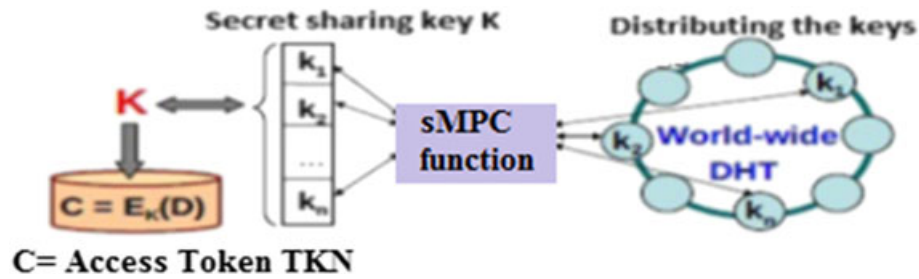 Secret sharing key K
Distributing the keys
K
k₁
k₂
...
kₙ
C = Eₖ(D)
sMPC
function
k₁
k₂
World-wide
DHT
kₙ
C= Access Token TKN